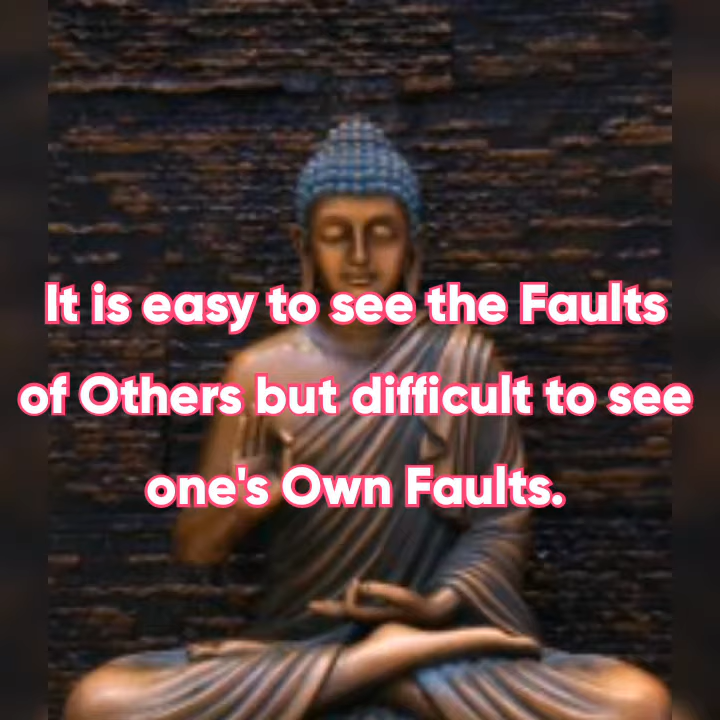 It is easy to see the Faults
of Others but difficult to see
one's Own Faults.